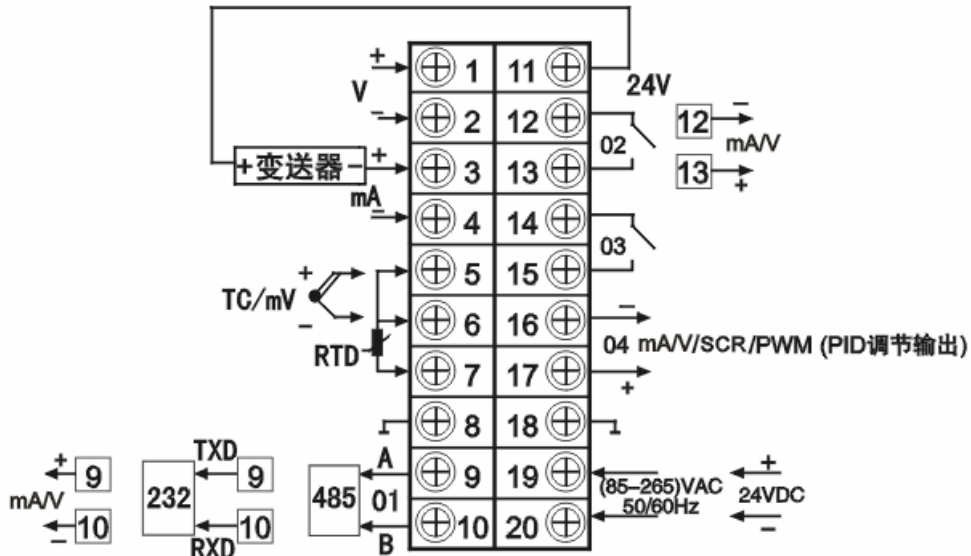 + 1 11
V 24V
- 2 12 02 12 - mA/V
+变送器- + 3 13 13 +
mA
- 4 14
03
+ 5 15
TC/mV
- 6 16 -
RTD 04 mA/V/SCR/PWM (PID调节输出)
7 17 +
8 18
+ 9 TXD 9 A 9 19 (85–265)VAC +
mA/V 232 485 01 50/60Hz 24VDC
- 10 RXD 10 B 10 20 -